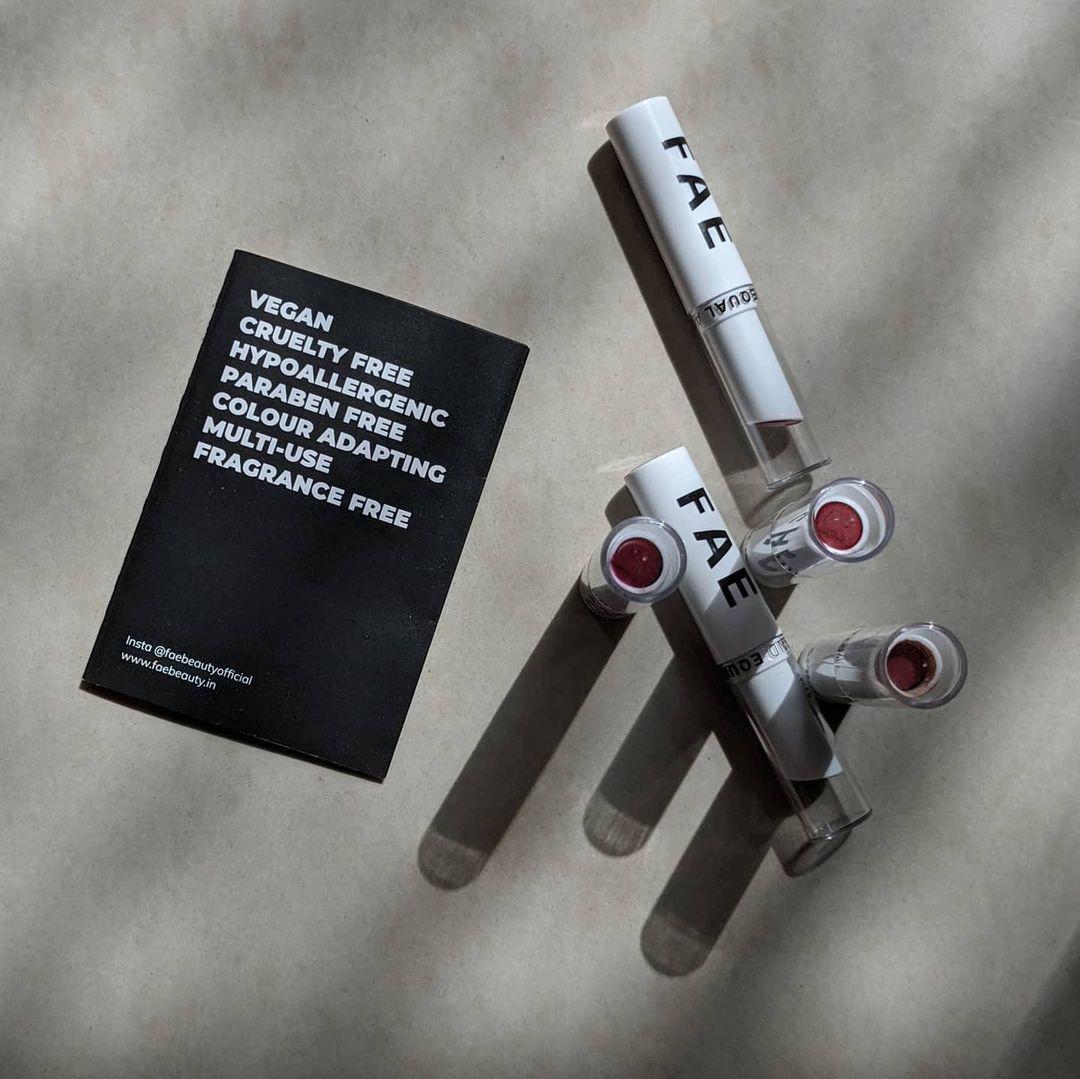 VEGAN
CRUELTY FREE
HYPOALLERGENIC
PARABEN FREE
COLOUR ADAPTING
MULTI-USE
FRAGRANCE FREE
Insta @faebeautyofficial
www.faebeauty.in
FAE
EQUAL
FAE